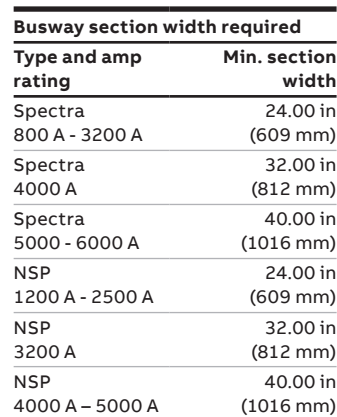 Busway section width required
Type and amp rating Min. section width
Spectra 24.00 in
800 A - 3200 A (609 mm)
Spectra 32.00 in
4000 A (812 mm)
Spectra 40.00 in
5000 - 6000 A (1016 mm)
NSP 24.00 in
1200 A - 2500 A (609 mm)
NSP 32.00 in
3200 A (812 mm)
NSP 40.00 in
4000 A – 5000 A (1016 mm)